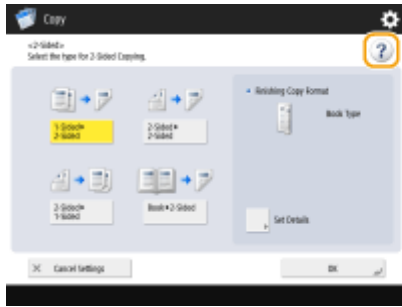 Copy
<2-Sided>
Select the type for 2-Sided Copying.
?
1-Sided▶
2-Sided
2-Sided▶
2-Sided
2-Sided▶
1-Sided
Book▶2-Sided
• Finishing Copy Format
Book Type
Set Details
× Cancel Settings
OK